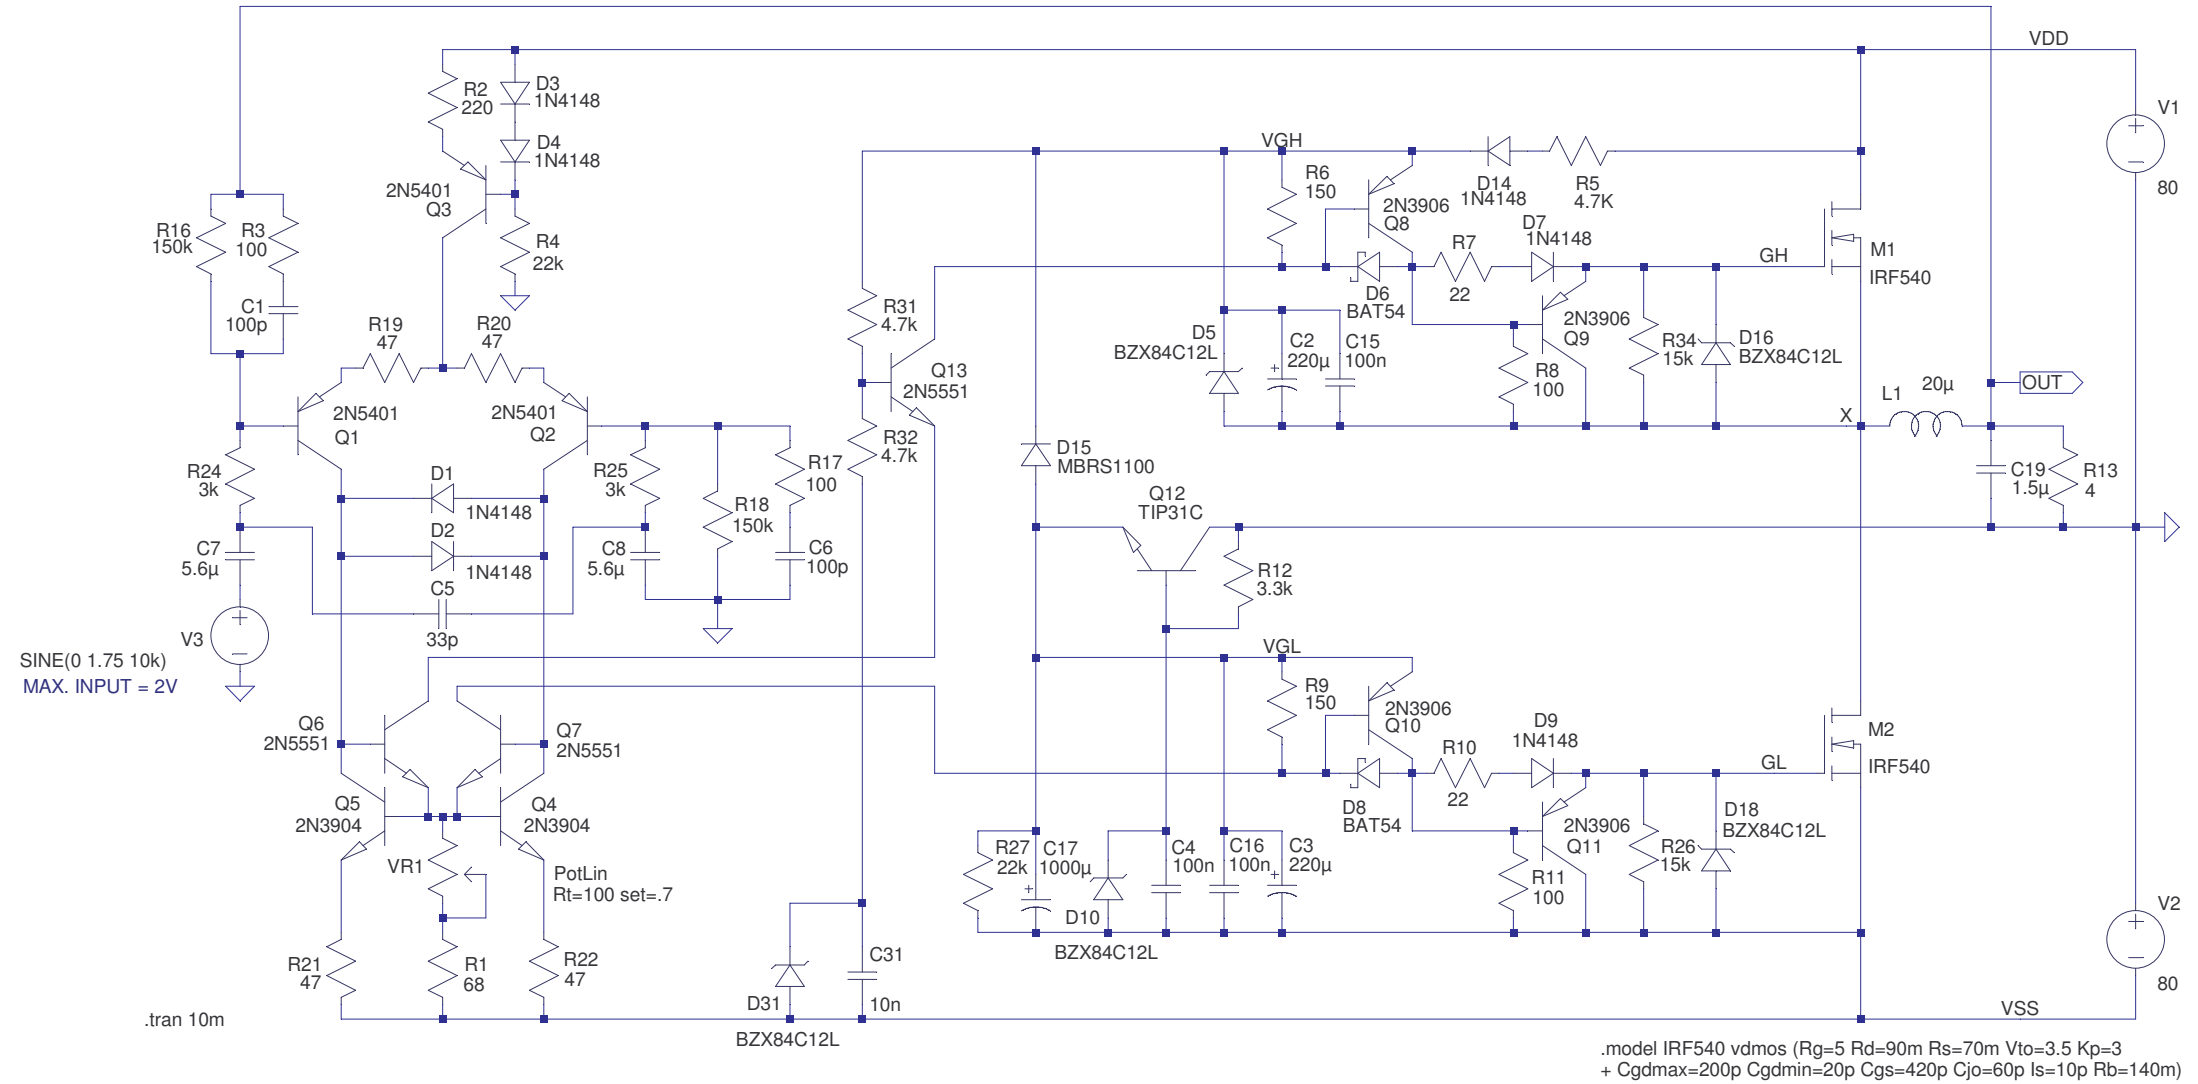 VDD
R2
220
D3
1N4148
D4
1N4148
2N5401
Q3
R4
22k
R16
150k
R3
100
C1
100p
R19
47
R20
47
2N5401
Q1
2N5401
Q2
R24
3k
C7
5.6µ
V3
SINE(0 1.75 10k)
MAX. INPUT = 2V
D1
1N4148
D2
1N4148
C5
33p
R25
3k
C8
5.6µ
R18
150k
R17
100
C6
100p
Q6
2N5551
Q7
2N5551
Q5
2N3904
Q4
2N3904
VR1
PotLin
Rt=100 set=.7
R21
47
R1
68
R22
47
.tran 10m
R31
4.7k
Q13
2N5551
R32
4.7k
D31
BZX84C12L
C31
10n
VGH
R6
150
2N3906
Q8
D14
1N4148
R5
4.7K
D7
1N4148
R7
22
D6
BAT54
D5
BZX84C12L
C2
220µ
C15
100n
2N3906
Q9
R8
100
R34
15k
D16
BZX84C12L
GH
M1
IRF540
X
L1
20µ
OUT
C19
1.5µ
R13
4
V1
80
D15
MBRS1100
Q12
TIP31C
R12
3.3k
VGL
R9
150
2N3906
Q10
D9
1N4148
R10
22
D8
BAT54
GL
M2
IRF540
R27
22k
C17
1000µ
D10
BZX84C12L
C4
100n
C16
100n
C3
220µ
2N3906
Q11
R11
100
R26
15k
D18
BZX84C12L
V2
80
VSS
.model IRF540 vdmos (Rg=5 Rd=90m Rs=70m Vto=3.5 Kp=3
+ Cgdmax=200p Cgdmin=20p Cgs=420p Cjo=60p Is=10p Rb=140m)